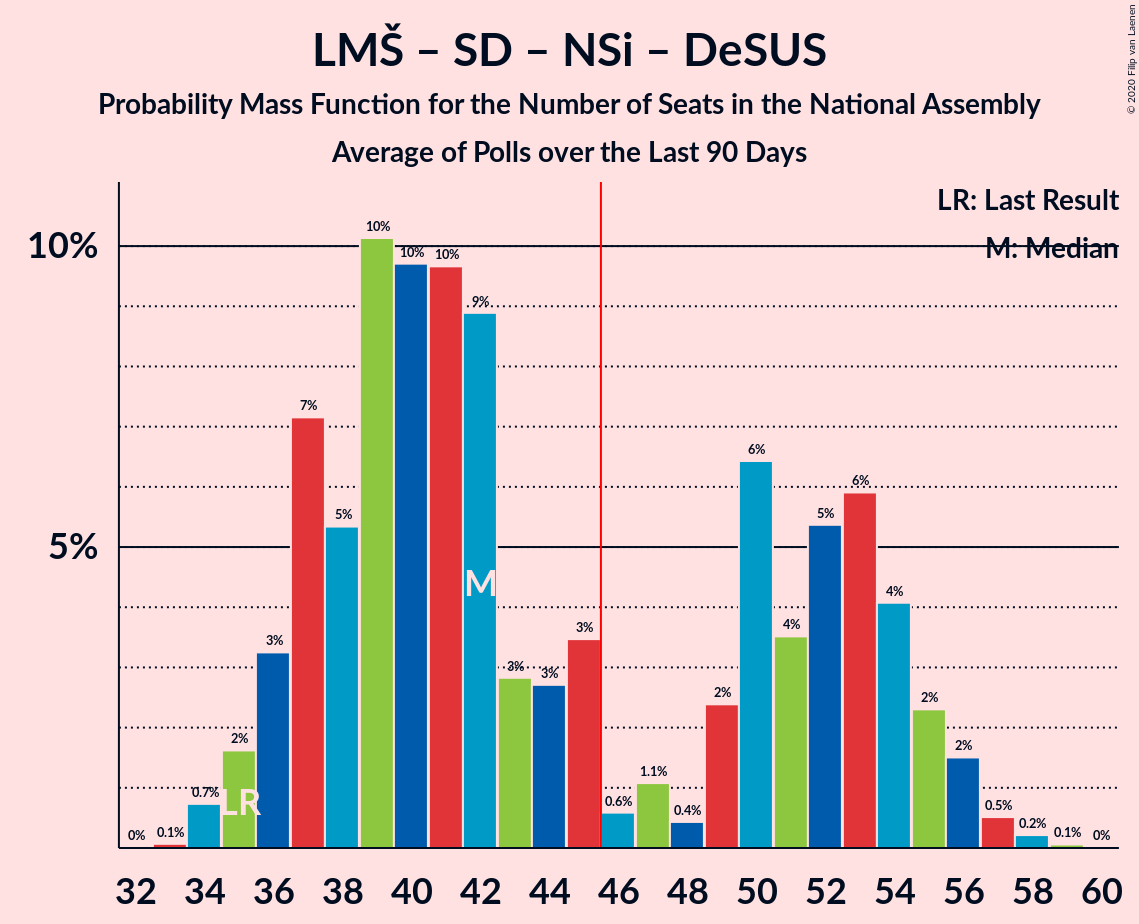 LMŠ – SD – NSi – DeSUS
Probability Mass Function for the Number of Seats in the National Assembly
Average of Polls over the Last 90 Days
© 2020 Filip van Laenen
LR: Last Result
M: Median
10%
5%
0% 0.1% 0.7% 2% 3% 7% 5% 10% 10% 10% 9% 3% 3% 3% 0.6% 1.1% 0.4% 2% 6% 4% 5% 6% 4% 2% 2% 0.5% 0.2% 0.1% 0%
LR
M
32 34 36 38 40 42 44 46 48 50 52 54 56 58 60